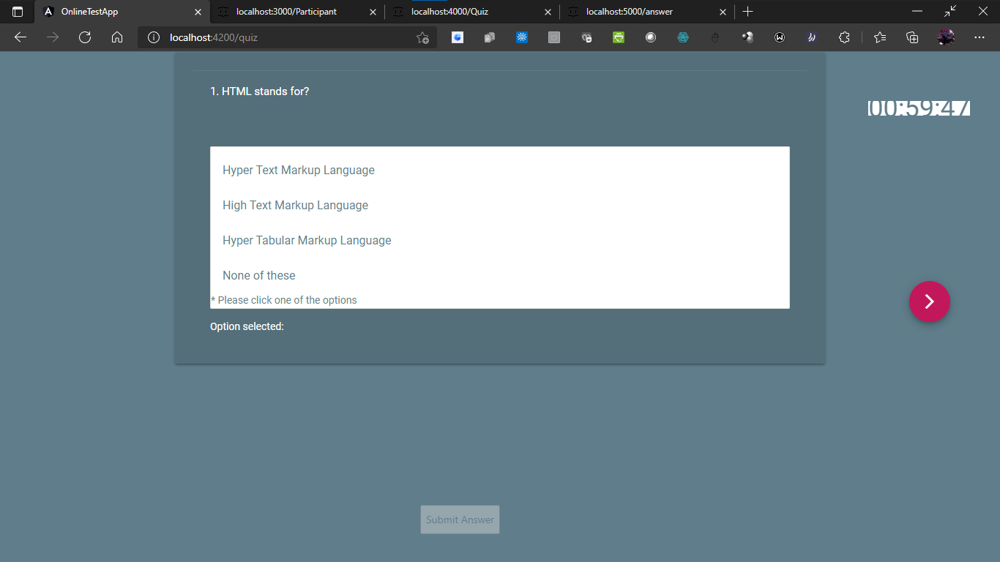 OnlineTestApp
localhost:3000/Participant
localhost:4000/Quiz
localhost:5000/answer
localhost:4200/quiz
1. HTML stands for?
00:59:47
Hyper Text Markup Language
High Text Markup Language
Hyper Tabular Markup Language
None of these
* Please click one of the options
Option selected:
Submit Answer